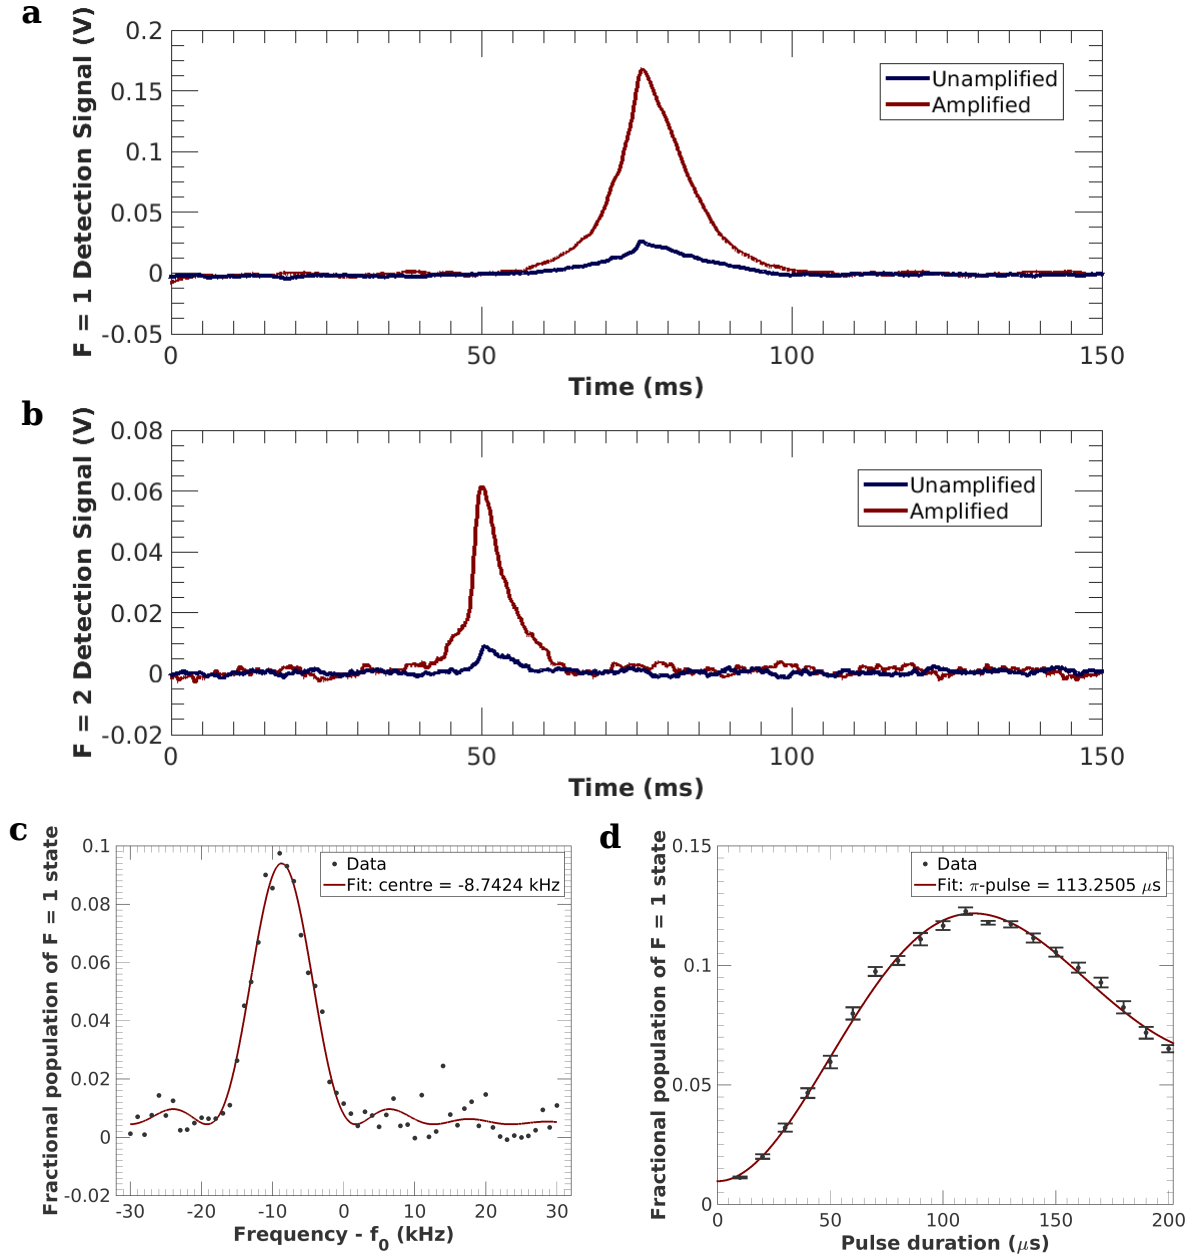 a
F = 1 Detection Signal (V)
0.2
0.15
0.1
0.05
0
-0.05
Unamplified
Amplified
0 50 100 150
Time (ms)
b
F = 2 Detection Signal (V)
0.08
0.06
0.04
0.02
0
-0.02
Unamplified
Amplified
0 50 100 150
Time (ms)
c
Fractional population of F = 1 state
0.1
0.08
0.06
0.04
0.02
0
-0.02
Data
Fit: centre = -8.7424 kHz
-30 -20 -10 0 10 20 30
Frequency - f0 (kHz)
d
Fractional population of F = 1 state
0.15
0.1
0.05
0
Data
Fit: π-pulse = 113.2505 μs
0 50 100 150 200
Pulse duration (μs)